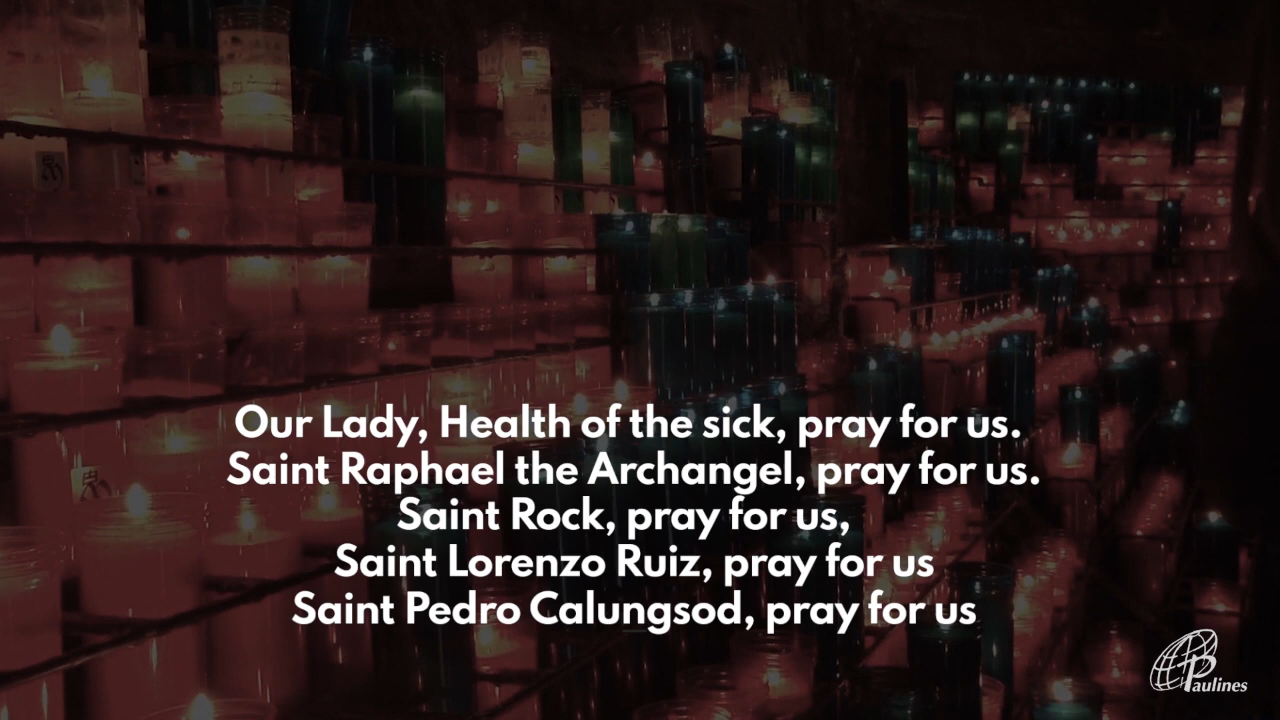 Our Lady, Health of the sick, pray for us.
Saint Raphael the Archangel, pray for us.
Saint Rock, pray for us,
Saint Lorenzo Ruiz, pray for us
Saint Pedro Calungsod, pray for us
Paulines